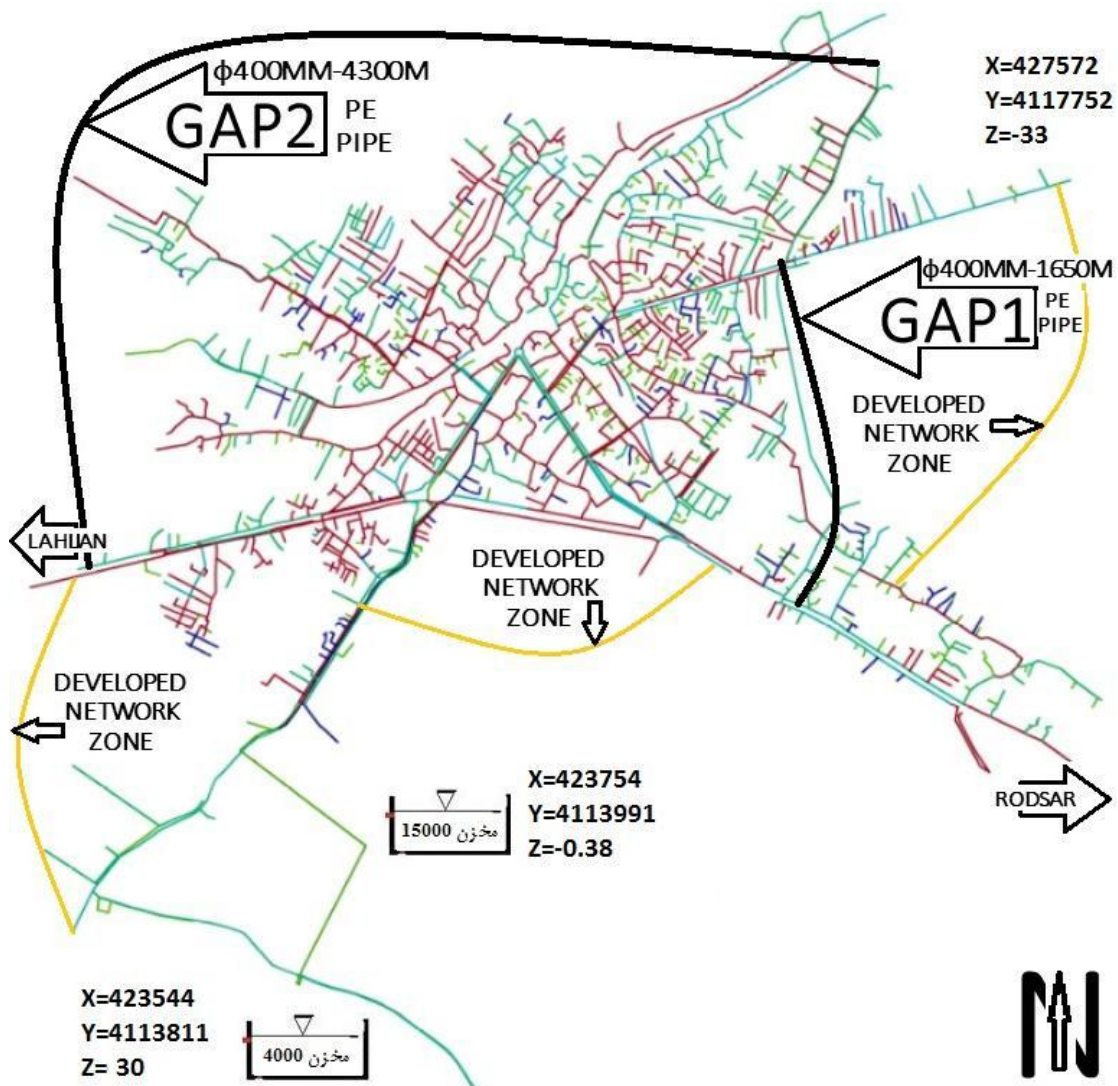 ϕ400MM-4300M
GAP2
PE
PIPE
X=427572
Y=4117752
Z=-33
ϕ400MM-1650M
GAP1
PE
PIPE
DEVELOPED
NETWORK
ZONE
LAHIJAN
DEVELOPED
NETWORK
ZONE
DEVELOPED
NETWORK
ZONE
RODSAR
مخزن 15000
X=423754
Y=4113991
Z=-0.38
X=423544
Y=4113811
Z= 30
مخزن 4000
N